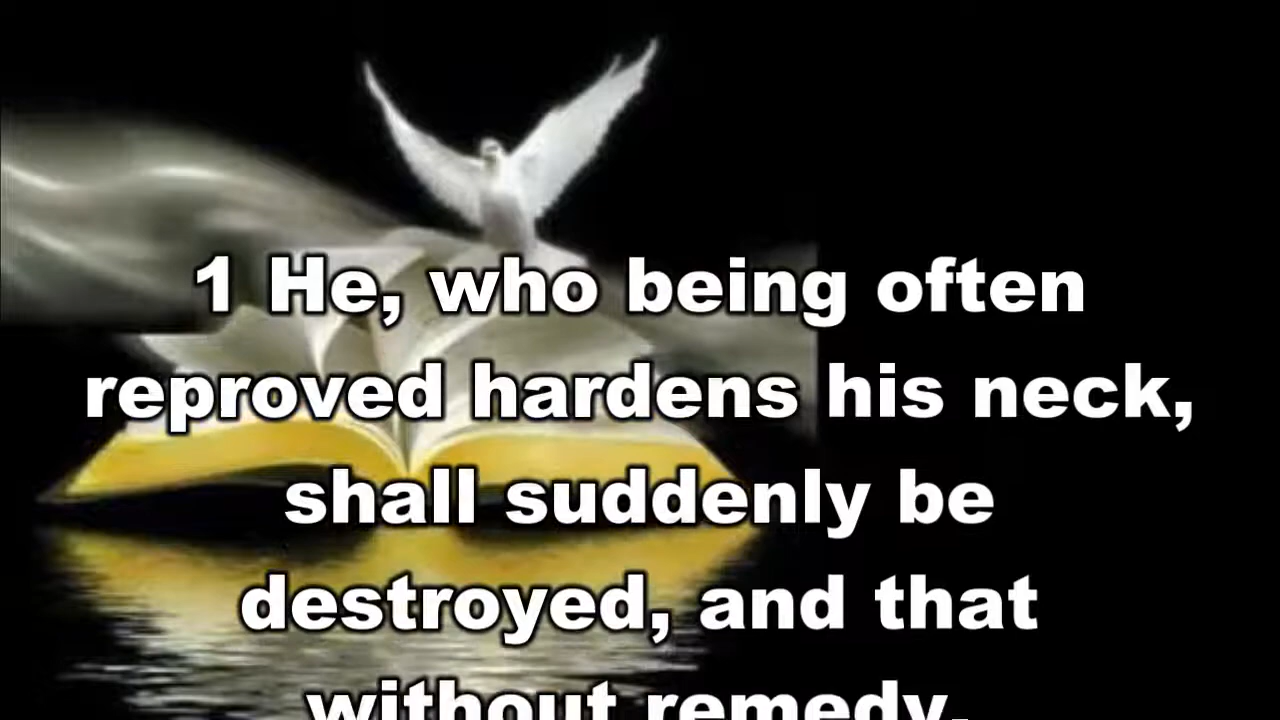 1 He, who being often
reproved hardens his neck,
shall suddenly be
destroyed, and that
without remedy.